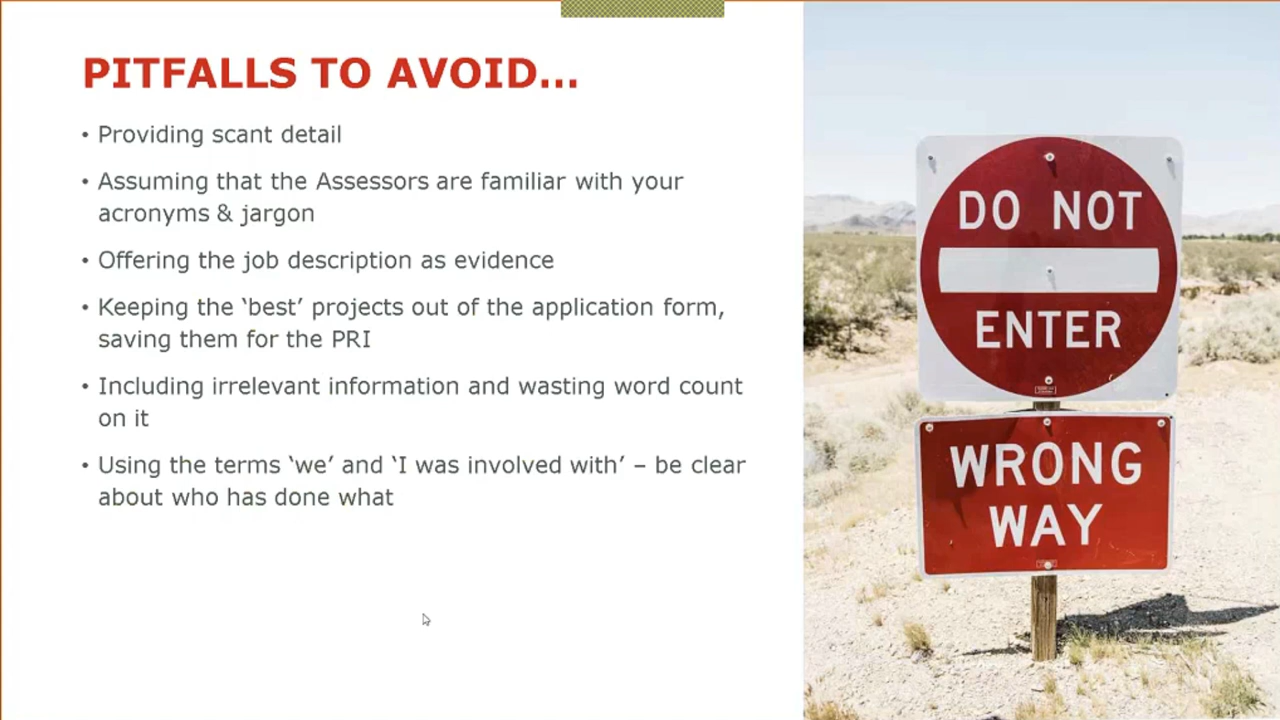 PITFALLS TO AVOID...
• Providing scant detail
• Assuming that the Assessors are familiar with your
acronyms & jargon
• Offering the job description as evidence
• Keeping the ‘best’ projects out of the application form,
saving them for the PRI
• Including irrelevant information and wasting word count
on it
• Using the terms ‘we’ and ‘I was involved with’ – be clear
about who has done what
DO NOT
ENTER
WRONG
WAY